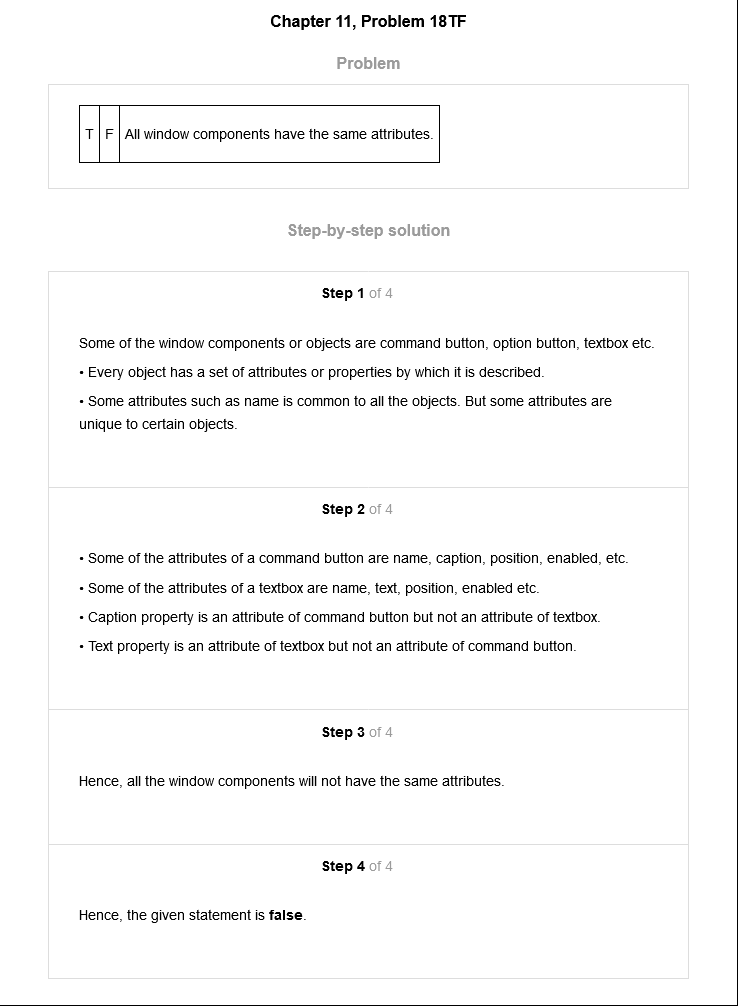 Chapter 11, Problem 18TF
Problem
T F All window components have the same attributes.
Step-by-step solution
Step 1 of 4
Some of the window components or objects are command button, option button, textbox etc.
• Every object has a set of attributes or properties by which it is described.
• Some attributes such as name is common to all the objects. But some attributes are
unique to certain objects.
Step 2 of 4
• Some of the attributes of a command button are name, caption, position, enabled, etc.
• Some of the attributes of a textbox are name, text, position, enabled etc.
• Caption property is an attribute of command button but not an attribute of textbox.
• Text property is an attribute of textbox but not an attribute of command button.
Step 3 of 4
Hence, all the window components will not have the same attributes.
Step 4 of 4
Hence, the given statement is false.